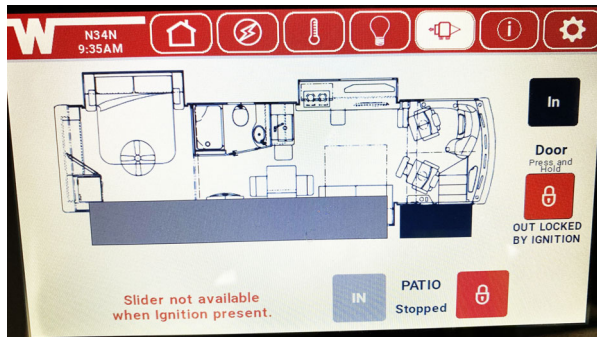 W
N34N
9:35AM
In
Door
Press and
Hold
OUT LOCKED
BY IGNITION
Slider not available
when Ignition present.
IN
PATIO
Stopped